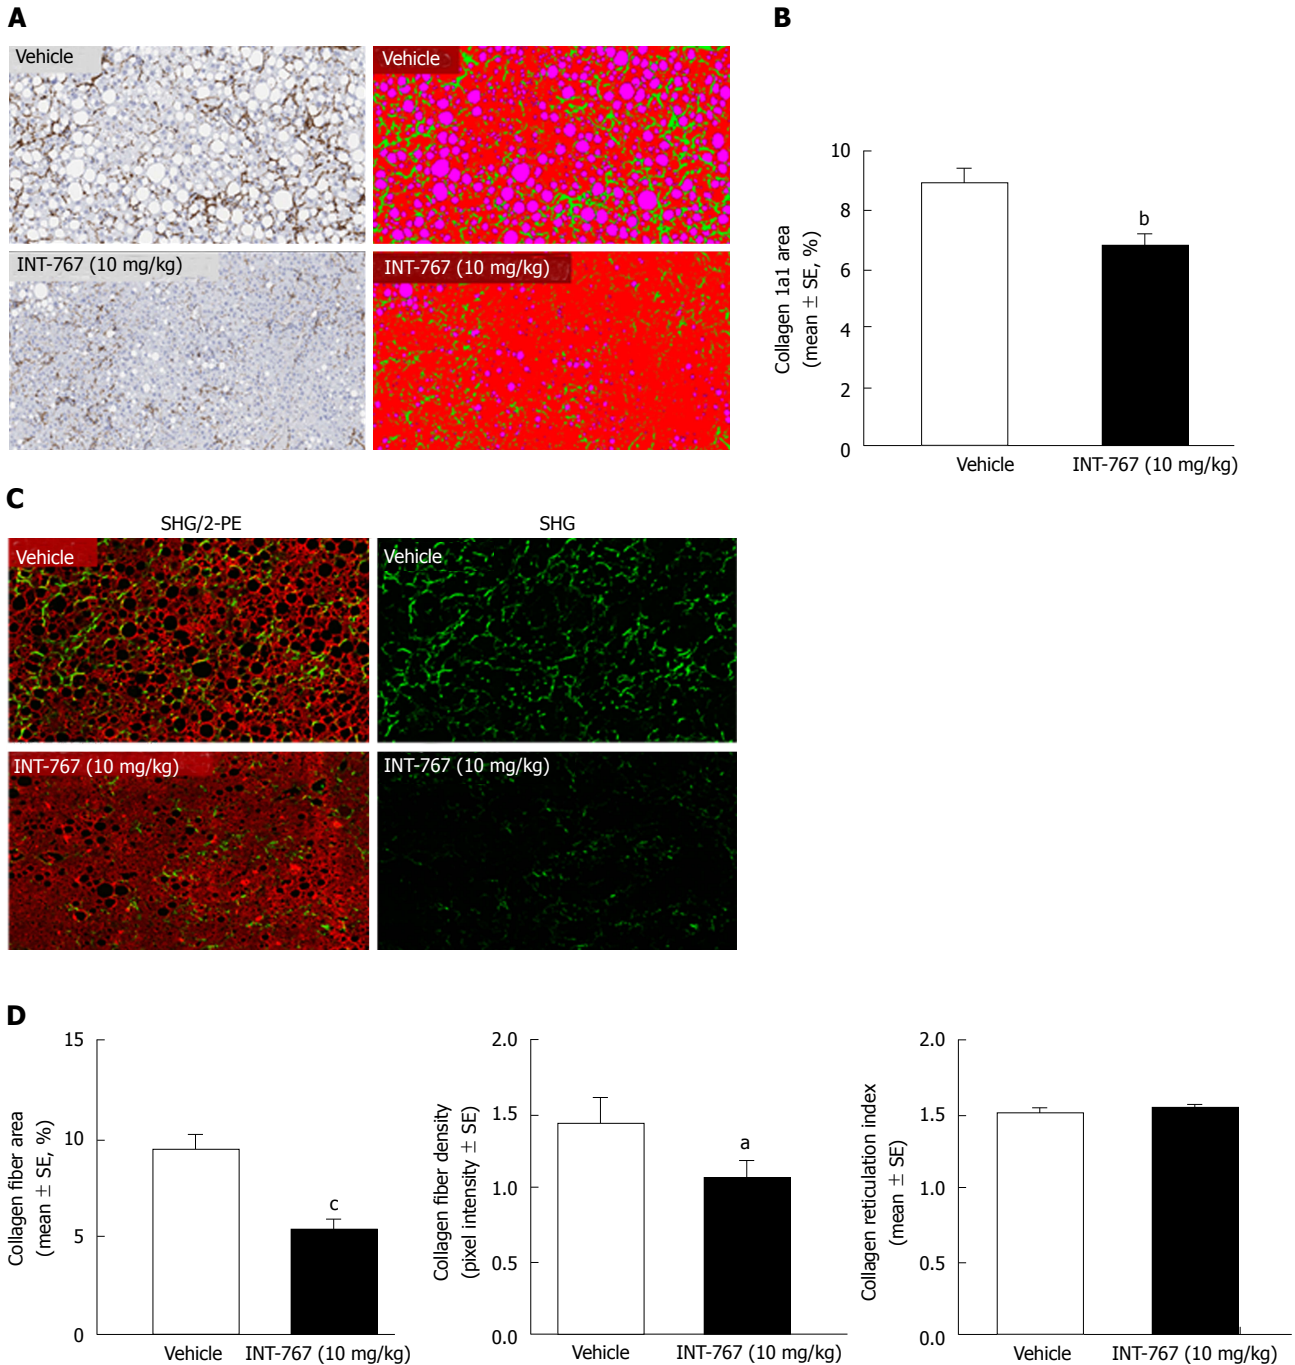 A
Vehicle
Vehicle
INT-767 (10 mg/kg)
INT-767 (10 mg/kg)
B
Collagen 1a1 area
(mean ± SE, %)
10
8
6
4
2
0
b
Vehicle
INT-767 (10 mg/kg)
C
SHG/2-PE
SHG
Vehicle
Vehicle
INT-767 (10 mg/kg)
INT-767 (10 mg/kg)
D
Collagen fiber area
(mean ± SE, %)
15
10
5
0
c
Vehicle
INT-767 (10 mg/kg)
Collagen fiber density
(pixel intensity ± SE)
2.0
1.5
1.0
0.5
0.0
a
Vehicle
INT-767 (10 mg/kg)
Collagen reticulation index
(mean ± SE)
2.0
1.5
1.0
0.5
0.0
Vehicle
INT-767 (10 mg/kg)